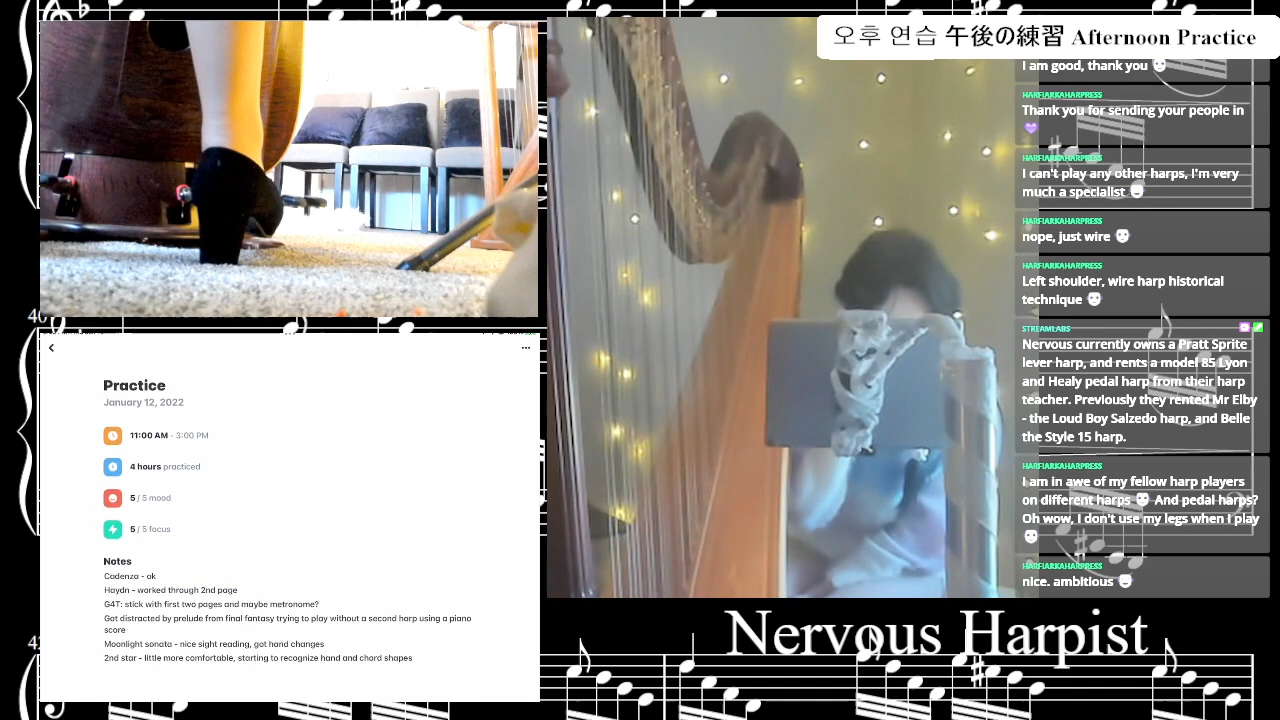 오후 연습 午後の練習 Afternoon Practice
I am good, thank you
HARFIARKAHARPRESS
Thank you for sending your people in
HARFIARKAHARPRESS
I can't play any other harps, I'm very
much a specialist
HARFIARKAHARPRESS
nope, just wire
HARFIARKAHARPRESS
Left shoulder, wire harp historical
technique
STREAMLABS
Nervous currently owns a Pratt Sprite
lever harp, and rents a model 85 Lyon
and Healy pedal harp from their harp
teacher. Previously they rented Mr Elby
- the Loud Boy Salzedo harp, and Belle
the Style 15 harp.
HARFIARKAHARPRESS
I am in awe of my fellow harp players
on different harps And pedal harps?
Oh wow, I don't use my legs when I play
HARFIARKAHARPRESS
nice. ambitious
Practice
January 12, 2022
11:00 AM - 3:00 PM
4 hours practiced
5 / 5 mood
5 / 5 focus
Notes
Cadenza - ok
Haydn - worked through 2nd page
G4T: stick with first two pages and maybe metronome?
Got distracted by prelude from final fantasy trying to play without a second harp using a piano
score
Moonlight sonata - nice sight reading, got hand changes
2nd star - little more comfortable, starting to recognize hand and chord shapes
Nervous Harpist